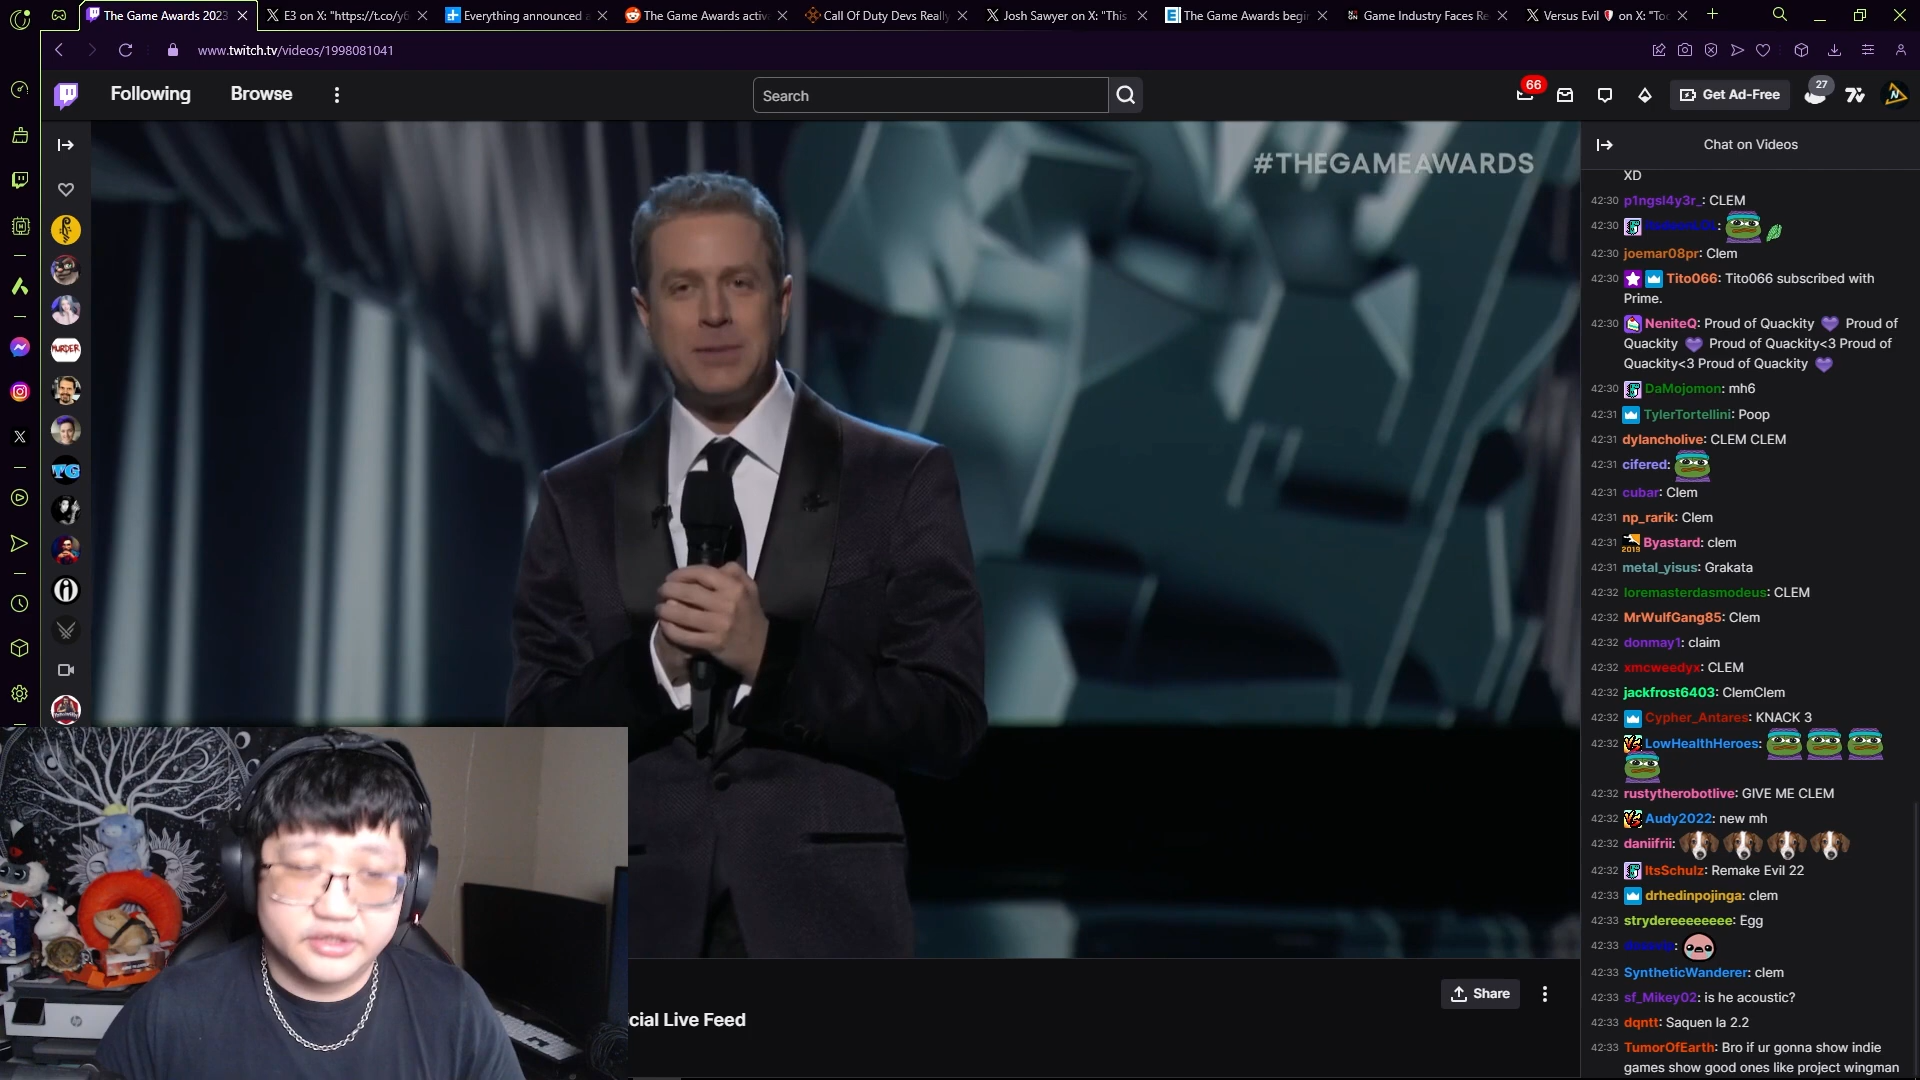 The Game Awards 2023
E3 on X: "https://t.co/y6
Everything announced a
The Game Awards activ
Call Of Duty Devs Really
Josh Sawyer on X: "This
The Game Awards begi
Game Industry Faces Re
Versus Evil on X: "Too
www.twitch.tv/videos/1998081041
Following
Browse
Search
66
Get Ad-Free
27
#THEGAMEAWARDS
Chat on Videos
XD
42:30 p1ngsl4y3r_: CLEM
42:30
42:30 joemar08pr: Clem
42:30 Tito066: Tito066 subscribed with
Prime.
42:30 NeniteQ: Proud of Quackity Proud of
Quackity Proud of Quackity<3 Proud of
Quackity<3 Proud of Quackity
42:30 DaMojomon: mh6
42:31 TylerTortellini: Poop
42:31 dylancholive: CLEM CLEM
42:31 cifered:
42:31 cubar: Clem
42:31 np_rarik: Clem
42:31 2019 Byastard: clem
42:31 metal_yisus: Grakata
42:32 loremasterdasmodeus: CLEM
42:32 MrWulfGang85: Clem
42:32 donmay1: claim
42:32 xmcweedyx: CLEM
42:32 jackfrost6403: ClemClem
42:32 Cypher_Antares: KNACK 3
42:32 LowHealthHeroes:
42:32 rustytherobotlive: GIVE ME CLEM
42:32 Audy2022: new mh
42:32 daniifrii:
42:32 ItsSchulz: Remake Evil 22
42:33 drhedinpojinga: clem
42:33 strydereeeeeeee: Egg
42:33
42:33 SyntheticWanderer: clem
42:33 sf_Mikey02: is he acoustic?
42:33 dqntt: Saquen la 2.2
42:33 TumorOfEarth: Bro if ur gonna show indie
games show good ones like project wingman
MURDER
TG
hp
Share
cial Live Feed